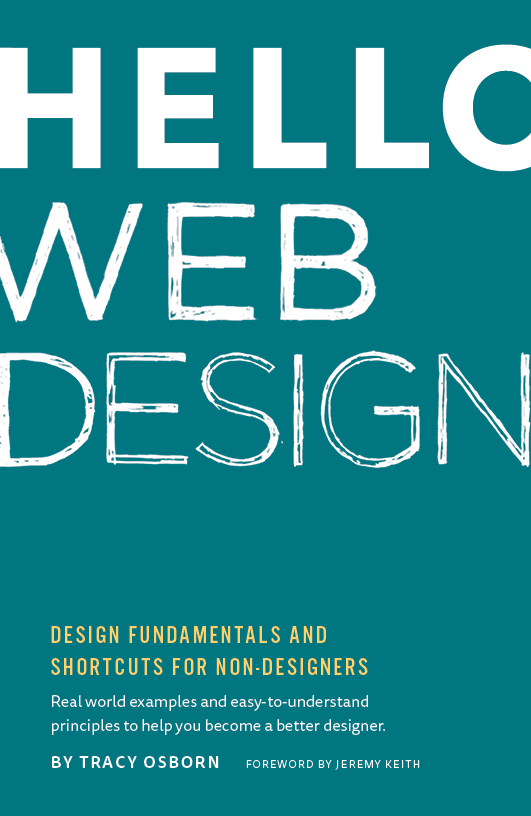 HELLO
WEB
DESIGN
DESIGN FUNDAMENTALS AND
SHORTCUTS FOR NON-DESIGNERS
Real world examples and easy-to-understand
principles to help you become a better designer.
BY TRACY OSBORN FOREWORD BY JEREMY KEITH